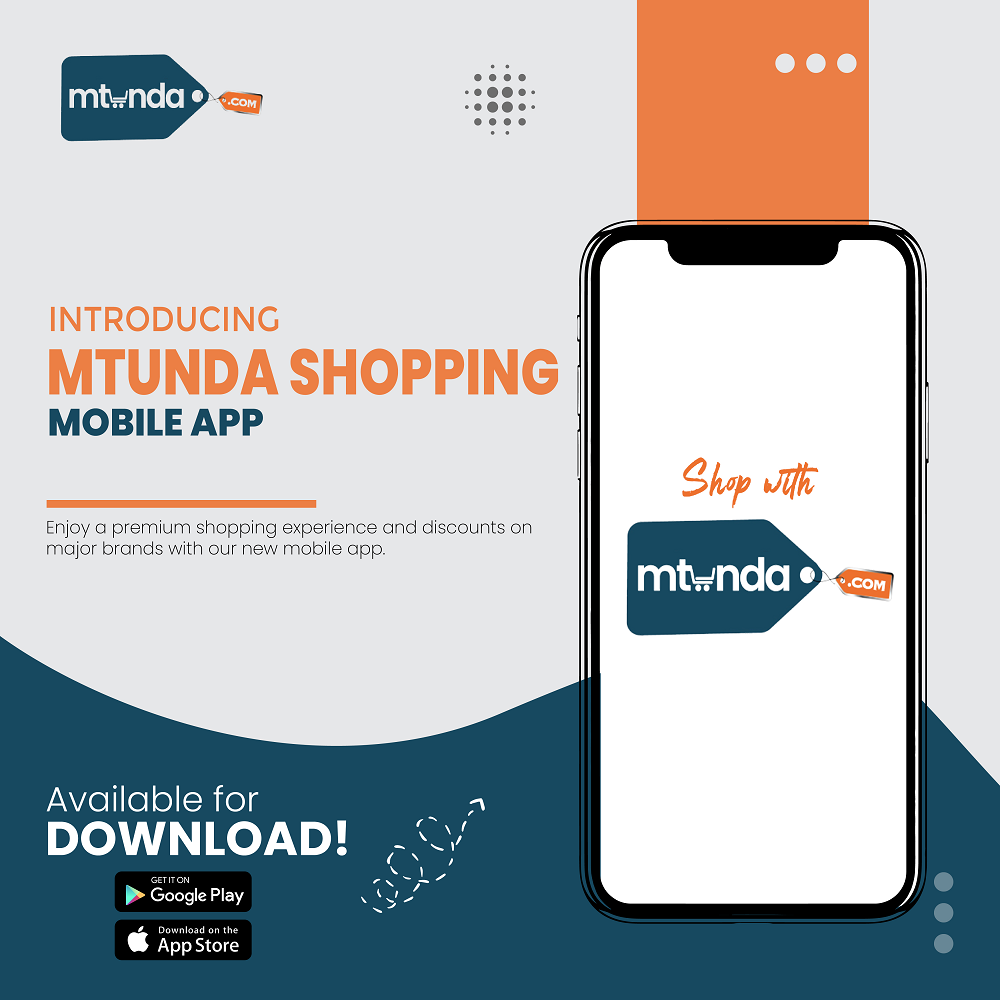 mtunda
.COM
INTRODUCING
MTUNDA SHOPPING
MOBILE APP
Enjoy a premium shopping experience and discounts on
major brands with our new mobile app.
Shop with
mtunda
.COM
Available for
DOWNLOAD!
GET IT ON
Google Play
Download on the
App Store